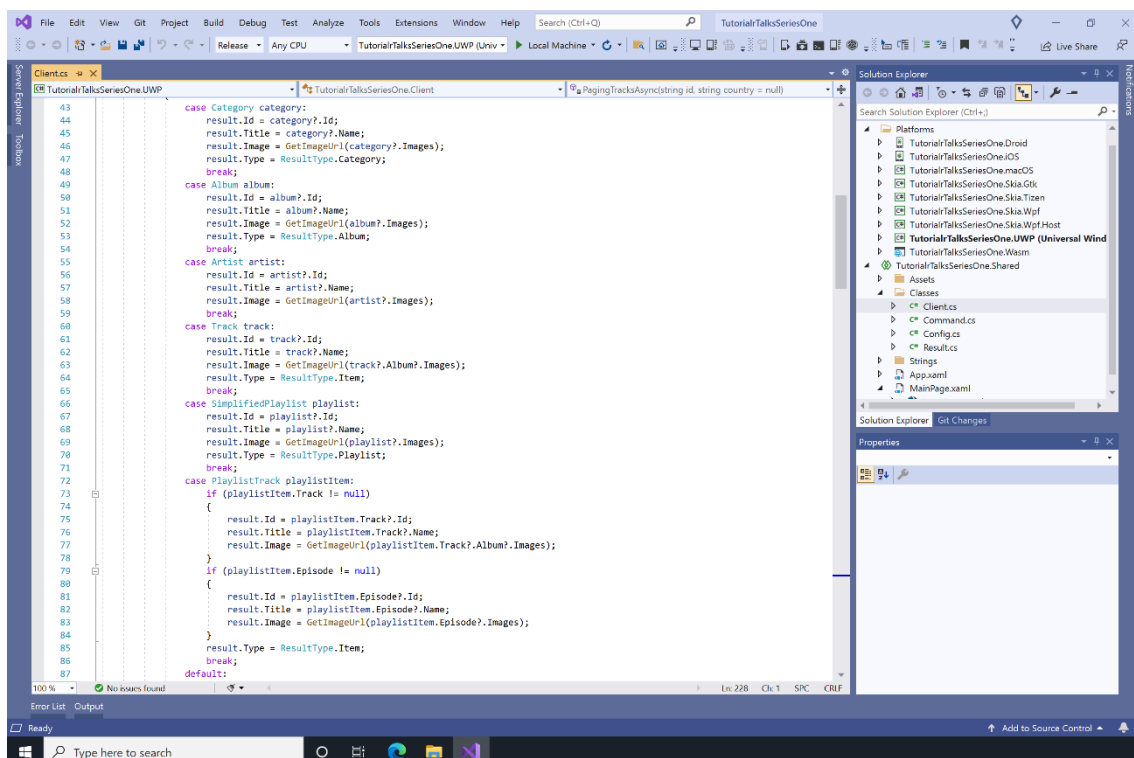 File Edit View Git Project Build Debug Test Analyze Tools Extensions Window Help Search (Ctrl+Q) TutorialrTalksSeriesOne
Release Any CPU TutorialrTalksSeriesOne.UWP (Univ Local Machine Live Share
Server Explorer
Toolbox
Client.cs
TutorialrTalksSeriesOne.UWP TutorialrTalksSeriesOne.Client PagingTracksAsync(string id, string country = null)
43 case Category category:
44 result.Id = category?.Id;
45 result.Title = category?.Name;
46 result.Image = GetImageUrl(category?.Images);
47 result.Type = ResultType.Category;
48 break;
49 case Album album:
50 result.Id = album?.Id;
51 result.Title = album?.Name;
52 result.Image = GetImageUrl(album?.Images);
53 result.Type = ResultType.Album;
54 break;
55 case Artist artist:
56 result.Id = artist?.Id;
57 result.Title = artist?.Name;
58 result.Image = GetImageUrl(artist?.Images);
59 break;
60 case Track track:
61 result.Id = track?.Id;
62 result.Title = track?.Name;
63 result.Image = GetImageUrl(track?.Album?.Images);
64 result.Type = ResultType.Item;
65 break;
66 case SimplifiedPlaylist playlist:
67 result.Id = playlist?.Id;
68 result.Title = playlist?.Name;
69 result.Image = GetImageUrl(playlist?.Images);
70 result.Type = ResultType.Playlist;
71 break;
72 case PlaylistTrack playlistItem:
73 if (playlistItem.Track != null)
74 {
75 result.Id = playlistItem.Track?.Id;
76 result.Title = playlistItem.Track?.Name;
77 result.Image = GetImageUrl(playlistItem.Track?.Album?.Images);
78 }
79 if (playlistItem.Episode != null)
80 {
81 result.Id = playlistItem.Episode?.Id;
82 result.Title = playlistItem.Episode?.Name;
83 result.Image = GetImageUrl(playlistItem.Episode?.Images);
84 }
85 result.Type = ResultType.Item;
86 break;
87 default:
100 % No issues found Ln: 228 Ch: 1 SPC CRLF
Solution Explorer
Search Solution Explorer (Ctrl+;)
Platforms
TutorialrTalksSeriesOne.Droid
TutorialrTalksSeriesOne.iOS
TutorialrTalksSeriesOne.macOS
TutorialrTalksSeriesOne.Skia.Gtk
TutorialrTalksSeriesOne.Skia.Tizen
TutorialrTalksSeriesOne.Skia.Wpf
TutorialrTalksSeriesOne.Skia.Wpf.Host
TutorialrTalksSeriesOne.UWP (Universal Wind
TutorialrTalksSeriesOne.Wasm
TutorialrTalksSeriesOne.Shared
Assets
Classes
C# Client.cs
C# Command.cs
C# Config.cs
C# Result.cs
Strings
App.xaml
MainPage.xaml
Solution Explorer Git Changes
Properties
Notifications
Error List Output
Ready Add to Source Control
Type here to search